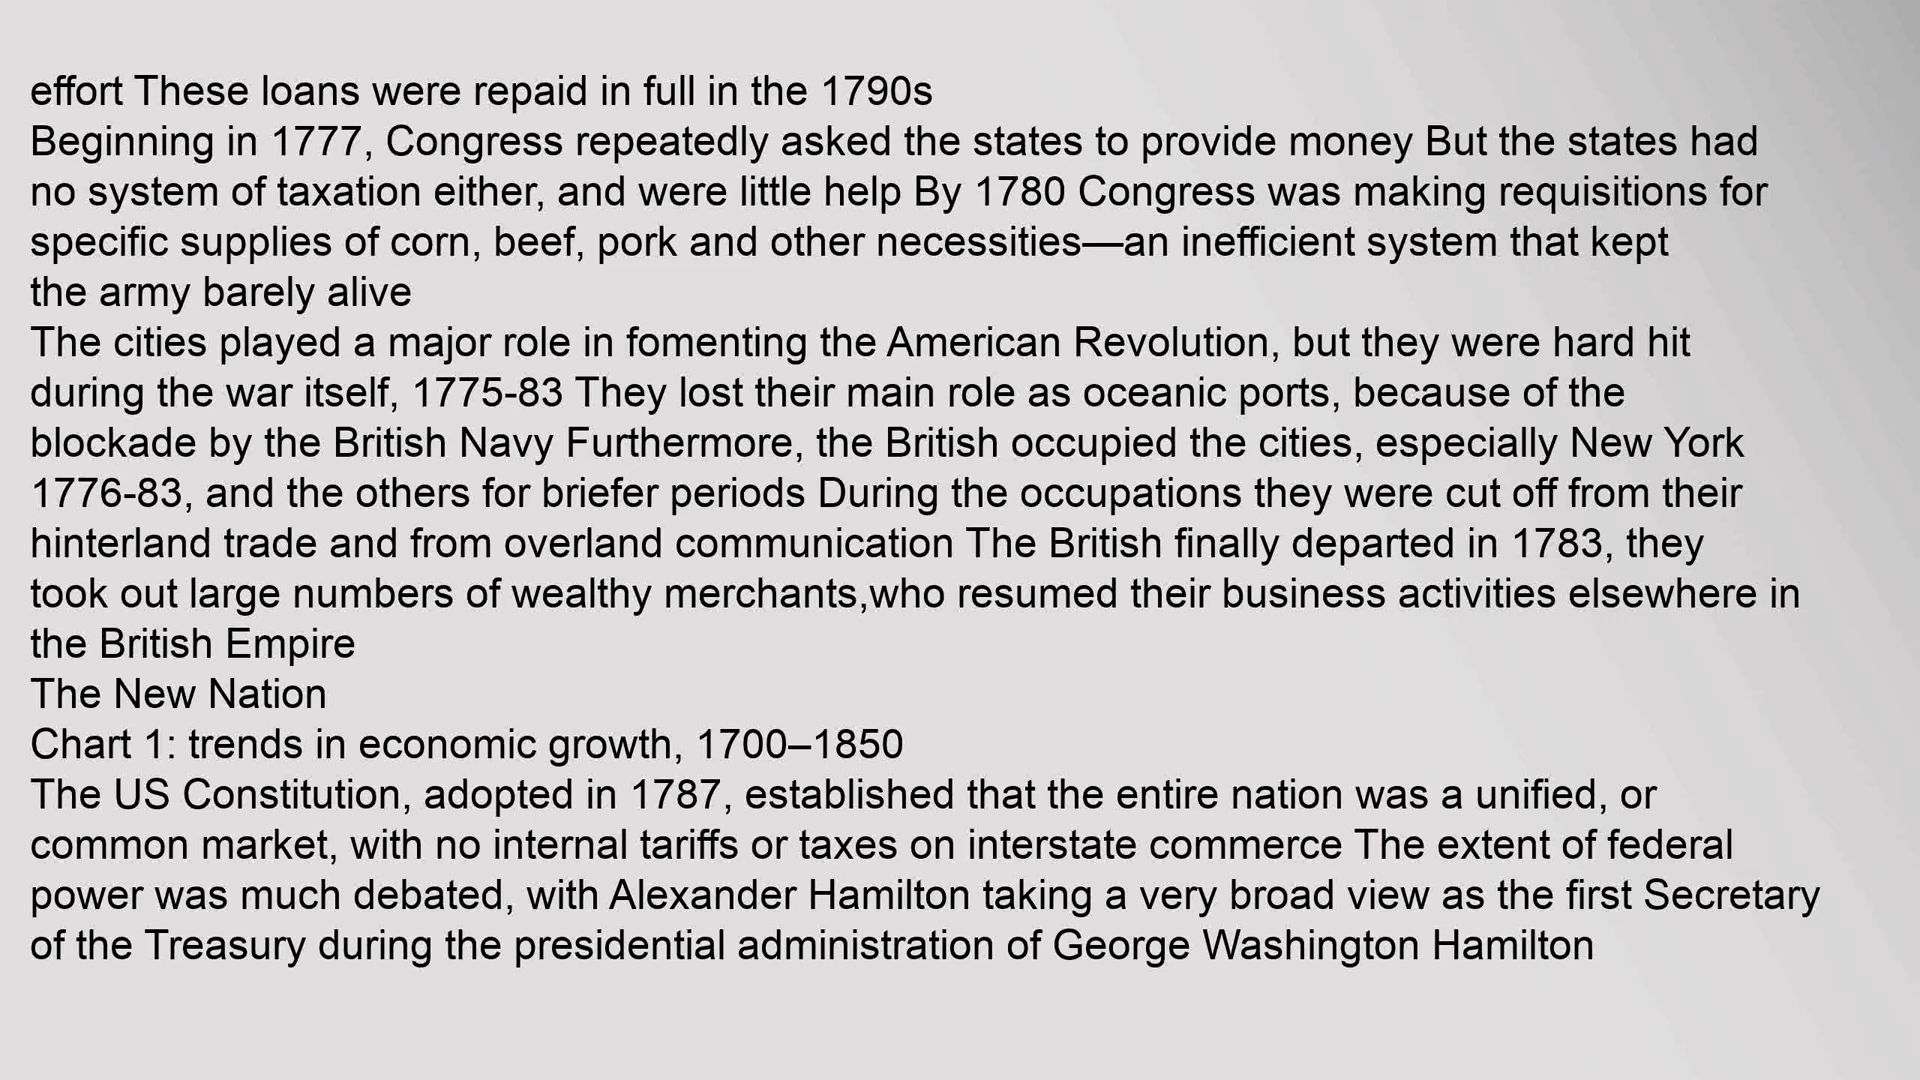 effort These loans were repaid in full in the 1790s
Beginning in 1777, Congress repeatedly asked the states to provide money But the states had
no system of taxation either, and were little help By 1780 Congress was making requisitions for
specific supplies of corn, beef, pork and other necessities—an inefficient system that kept
the army barely alive
The cities played a major role in fomenting the American Revolution, but they were hard hit
during the war itself, 1775-83 They lost their main role as oceanic ports, because of the
blockade by the British Navy Furthermore, the British occupied the cities, especially New York
1776-83, and the others for briefer periods During the occupations they were cut off from their
hinterland trade and from overland communication The British finally departed in 1783, they
took out large numbers of wealthy merchants,who resumed their business activities elsewhere in
the British Empire
The New Nation
Chart 1: trends in economic growth, 1700–1850
The US Constitution, adopted in 1787, established that the entire nation was a unified, or
common market, with no internal tariffs or taxes on interstate commerce The extent of federal
power was much debated, with Alexander Hamilton taking a very broad view as the first Secretary
of the Treasury during the presidential administration of George Washington Hamilton